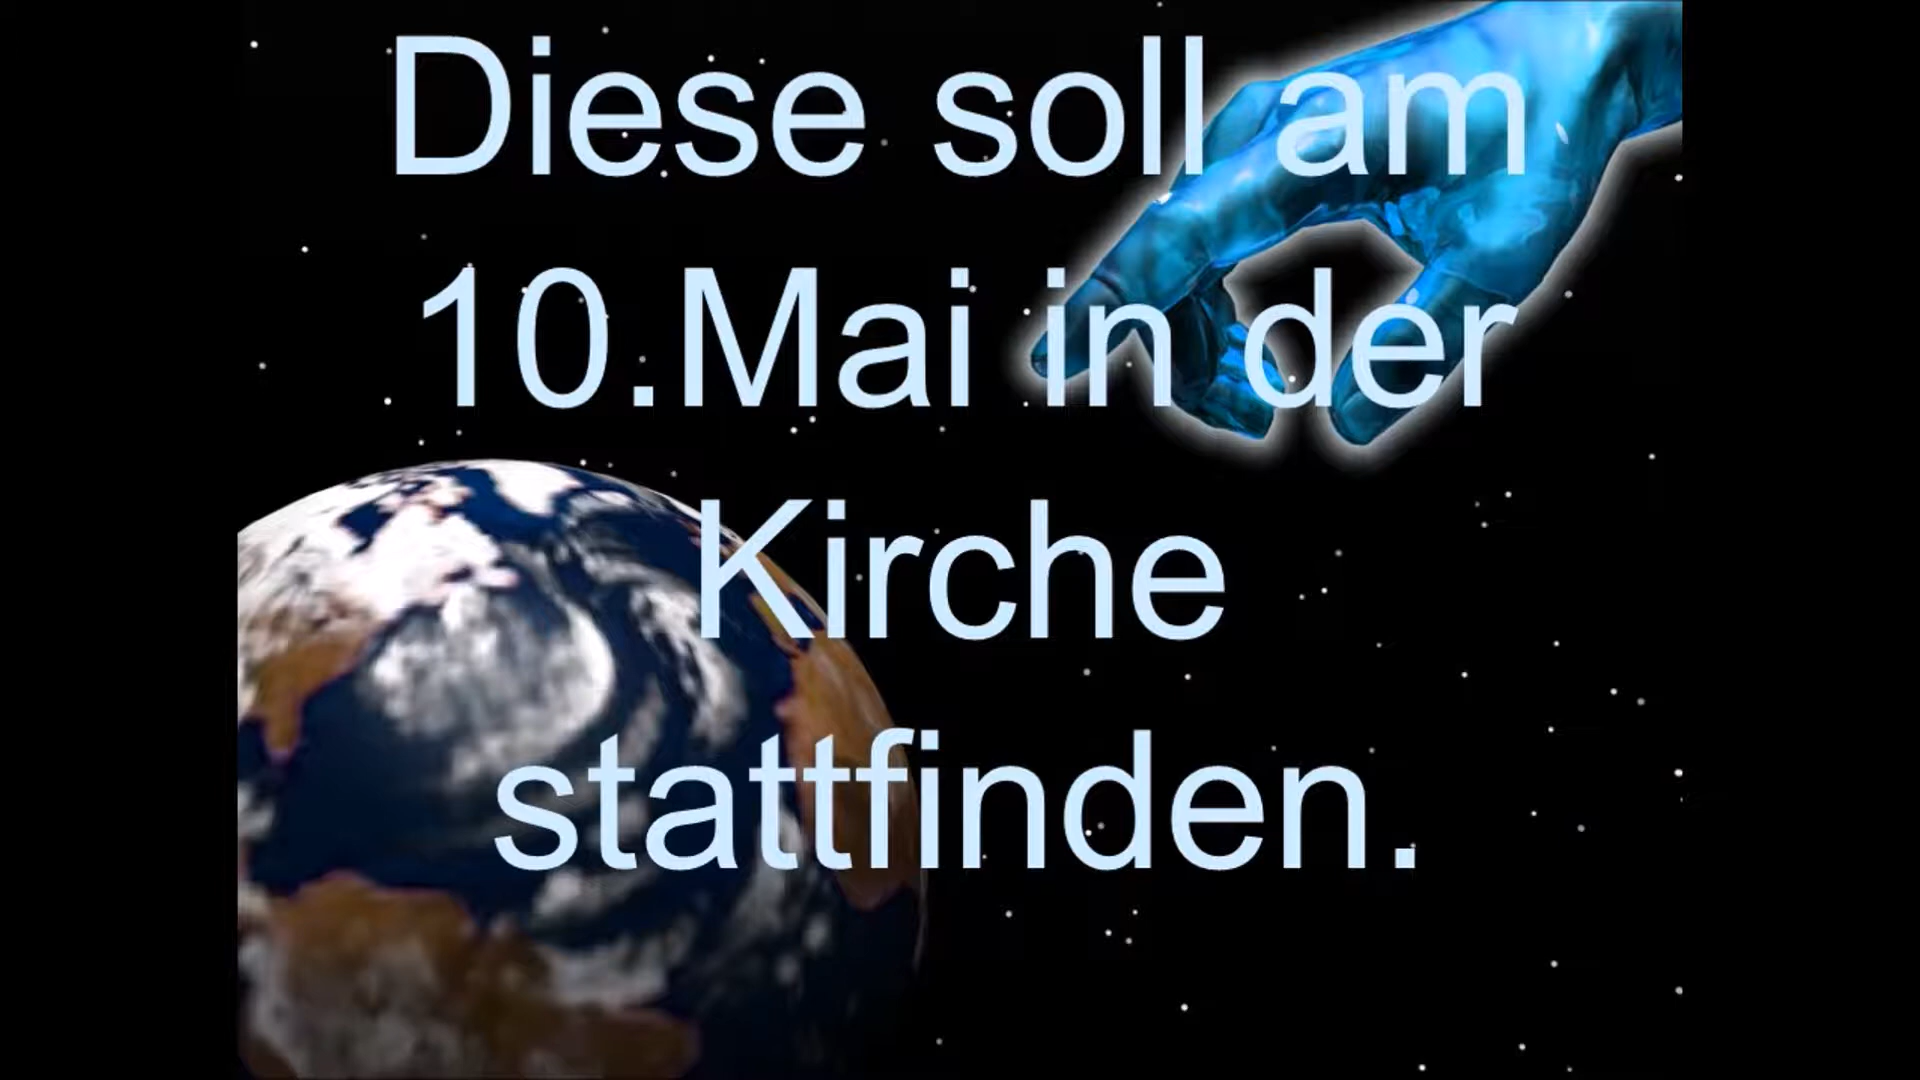 Diese soll am
10.Mai in der
Kirche
stattfinden.